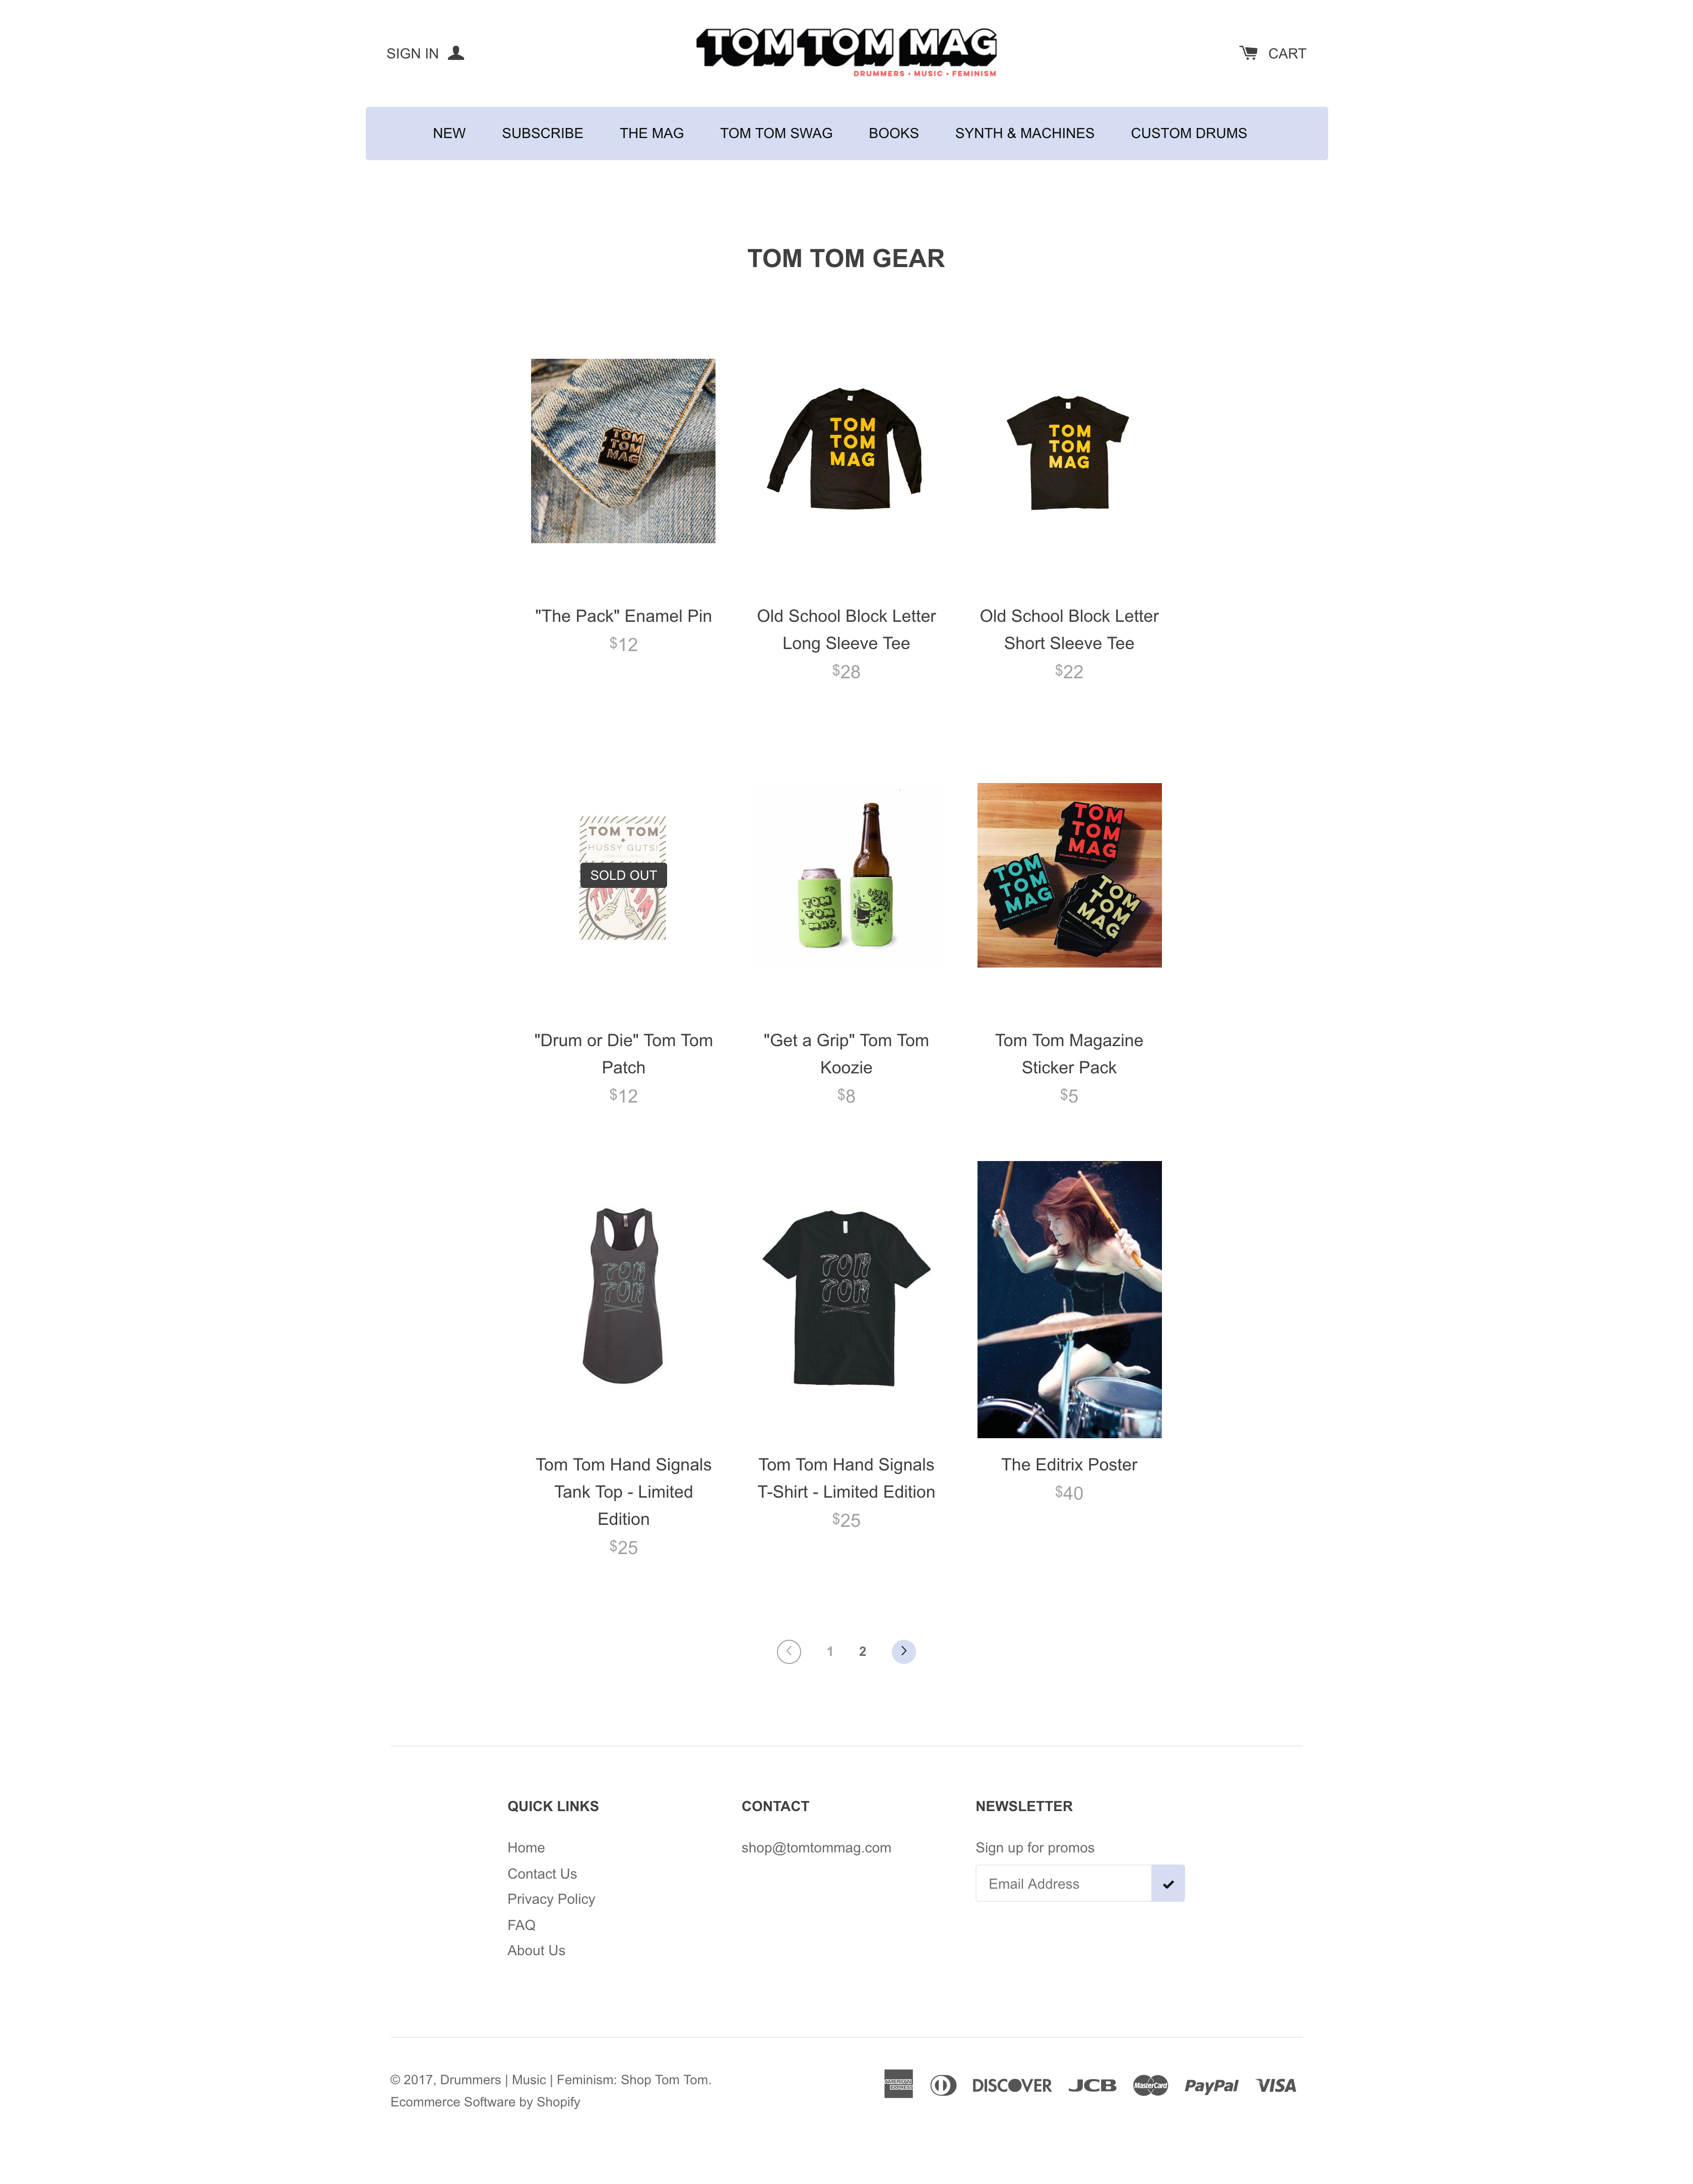 SIGN IN
TOM TOM MAG
DRUMMERS • MUSIC • FEMINISM
CART
NEW SUBSCRIBE THE MAG TOM TOM SWAG BOOKS SYNTH & MACHINES CUSTOM DRUMS
TOM TOM GEAR
TOM
TOM
MAG
TOM
TOM
MAG
TOM
TOM
MAG
"The Pack" Enamel Pin
$12
Old School Block Letter
Long Sleeve Tee
$28
Old School Block Letter
Short Sleeve Tee
$22
TOM TOM
+
HUSSY GUTS!
SOLD OUT
TOM
TOM
MAG
TOM
TOM
MAG
TOM
TOM
MAG
TOM
TOM
MAG
"Drum or Die" Tom Tom
Patch
$12
"Get a Grip" Tom Tom
Koozie
$8
Tom Tom Magazine
Sticker Pack
$5
TOM
TOM
TOM
TOM
Tom Tom Hand Signals
Tank Top - Limited
Edition
$25
Tom Tom Hand Signals
T-Shirt - Limited Edition
$25
The Editrix Poster
$40
1 2
QUICK LINKS
Home
Contact Us
Privacy Policy
FAQ
About Us
CONTACT
shop@tomtommag.com
NEWSLETTER
Sign up for promos
Email Address
© 2017, Drummers | Music | Feminism: Shop Tom Tom.
Ecommerce Software by Shopify
AMERICAN EXPRESS DISCOVER JCB MasterCard PayPal VISA